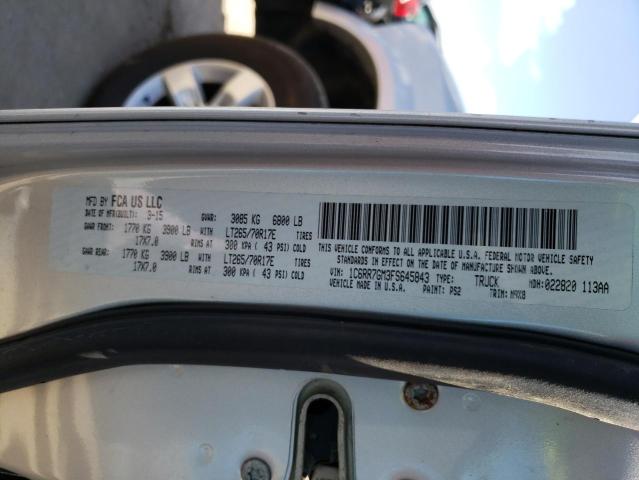 MFD BY FCA US LLC
DATE OF MFR(BUILT): 3-15 GVWR: 3085 KG 6800 LB
GAWR FRONT: 1770 KG 3900 LB LT265/70R17E TIRES
17X7.0 RIMS AT 300 KPA ( 43 PSI) COLD
GAWR REAR: 1770 KG 3900 LB LT265/70R17E TIRES
17X7.0 RIMS AT 300 KPA ( 43 PSI) COLD
THIS VEHICLE CONFORMS TO ALL APPLICABLE U.S.A. FEDERAL MOTOR VEHICLE SAFETY
STANDARDS IN EFFECT ON THE DATE OF MANUFACTURE SHOWN ABOVE.
VIN: 1C6RR7GM3FS645843 TYPE: TRUCK MDH: 022820 113AA
VEHICLE MADE IN U.S.A. PAINT: PS2 TRIM: M9X8